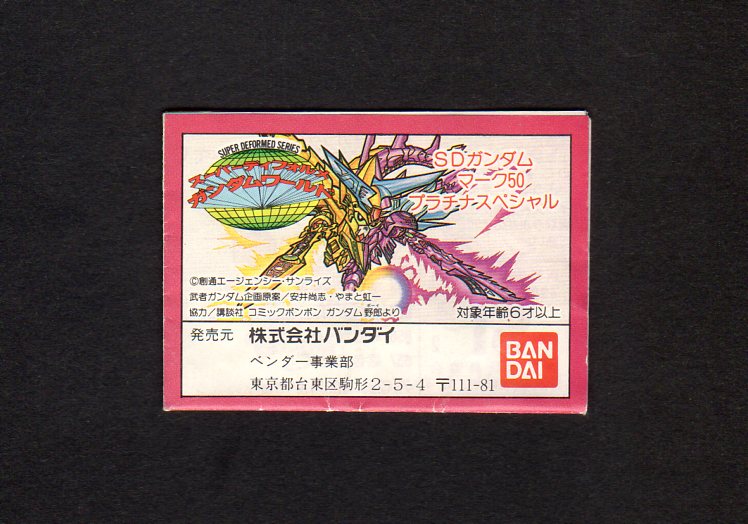 SUPER DEFORMED SERIES
スーパーディフォルメ
ガンダムワールド
SDガンダム
マーク50
プラチナスペシャル
©創通エージェンシー・サンライズ
武者ガンダム企画原案／安井尚志・やまと虹一
協力／講談社 コミックボンボン ガンダム野郎より
ボーイ
対象年齢6才以上
発売元 株式会社バンダイ
ベンダー事業部
東京都台東区駒形2-5-4 〒111-81
BAN
DAI